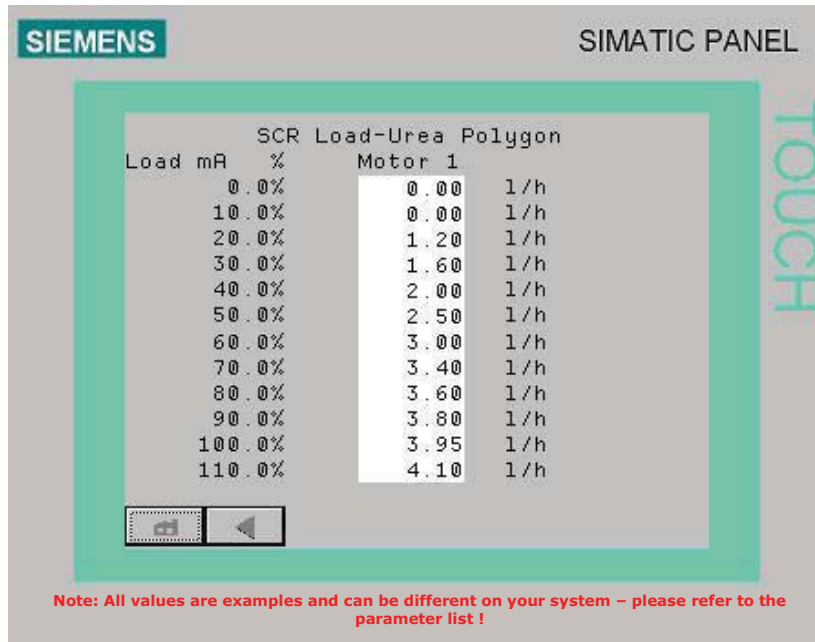 SIEMENS SIMATIC PANEL
TOUCH
SCR Load-Urea Polygon
Load mA % Motor 1
0.0% 0.00 l/h
10.0% 0.00 l/h
20.0% 1.20 l/h
30.0% 1.60 l/h
40.0% 2.00 l/h
50.0% 2.50 l/h
60.0% 3.00 l/h
70.0% 3.40 l/h
80.0% 3.60 l/h
90.0% 3.80 l/h
100.0% 3.95 l/h
110.0% 4.10 l/h
Note: All values are examples and can be different on your system – please refer to the
parameter list !